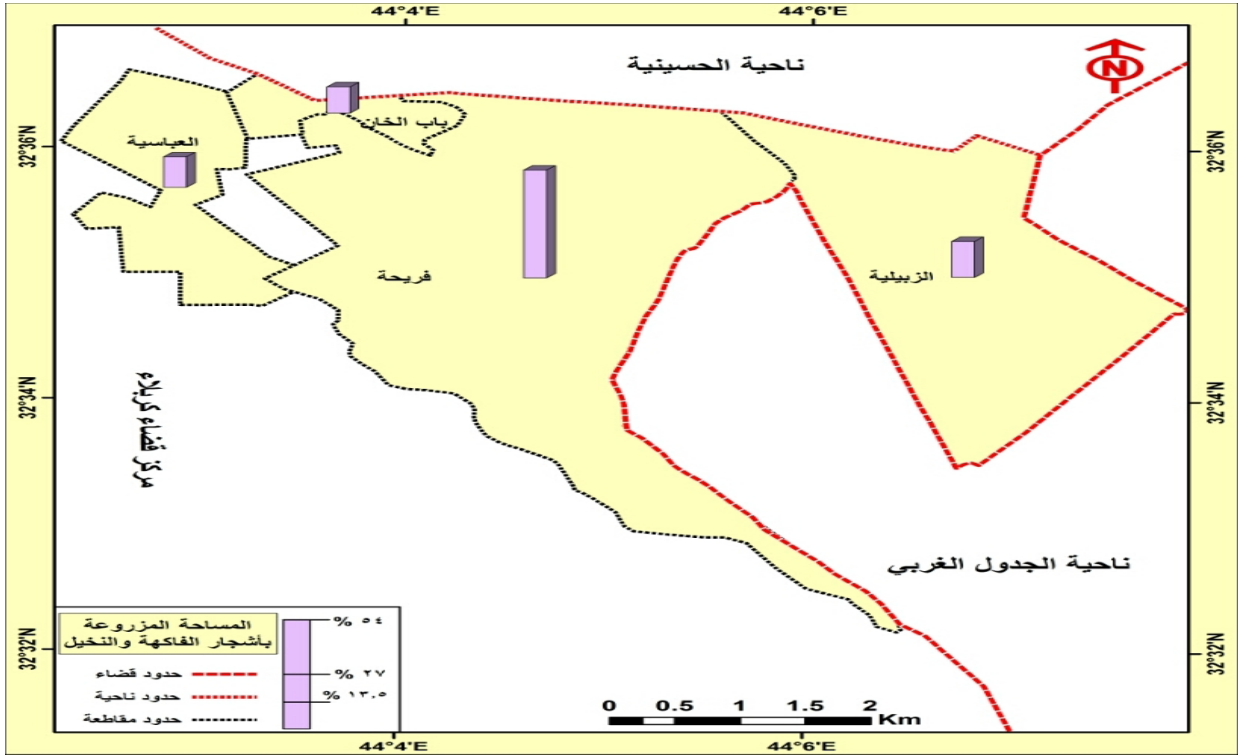 44°4'E
44°6'E
ناحية الحسينية
N
باب الخان
العباسية
32°36'N
32°36'N
فريحة
الزبيلية
مركز قضاء كربلاء
32°34'N
32°34'N
ناحية الجدول الغربي
المساحة المزروعة
بأشجار الفاكهة والنخيل
حدود قضاء
حدود ناحية
حدود مقاطعة
٥٤ %
٢٧ %
١٣.٥ %
32°32'N
32°32'N
0 0.5 1 1.5 2
Km
44°4'E
44°6'E